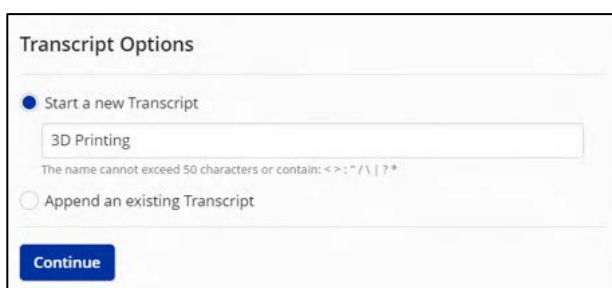 Transcript Options
Start a new Transcript
3D Printing
The name cannot exceed 50 characters or contain: < > : " / \ | ? *
Append an existing Transcript
Continue